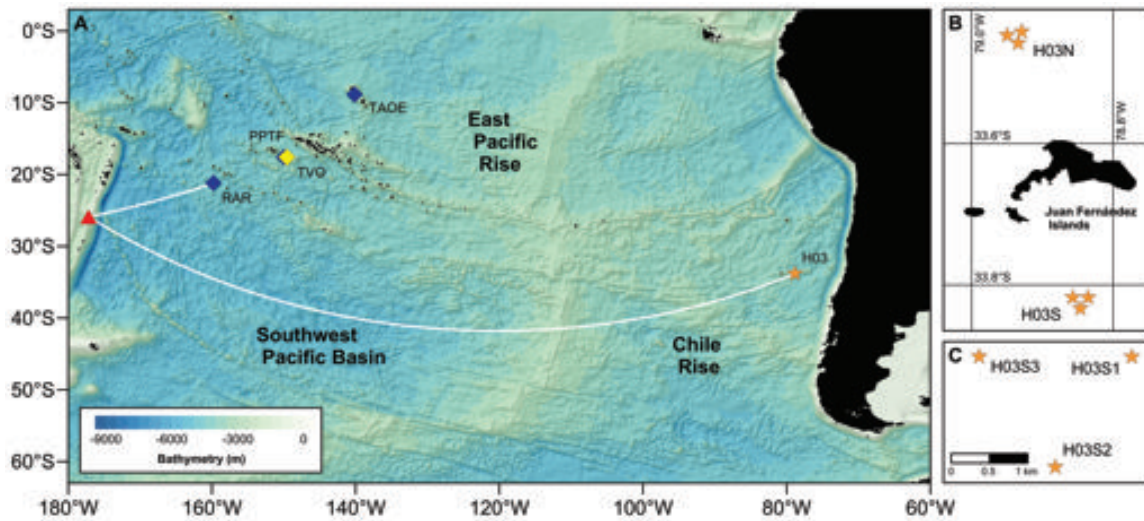 A
0°S
10°S
20°S
30°S
40°S
50°S
60°S
TAOE
PPTF
TVO
RAR
East
Pacific
Rise
H03
Southwest
Pacific Basin
Chile
Rise
-9000 -6000 -3000 0
Bathymetry (m)
180°W 160°W 140°W 120°W 100°W 80°W 60°W
B
79.0°W
H03N
78.8°W
33.6°S
Juan Fernández
Islands
33.8°S
H03S
C
H03S3 H03S1
H03S2
0 0.5 1 km